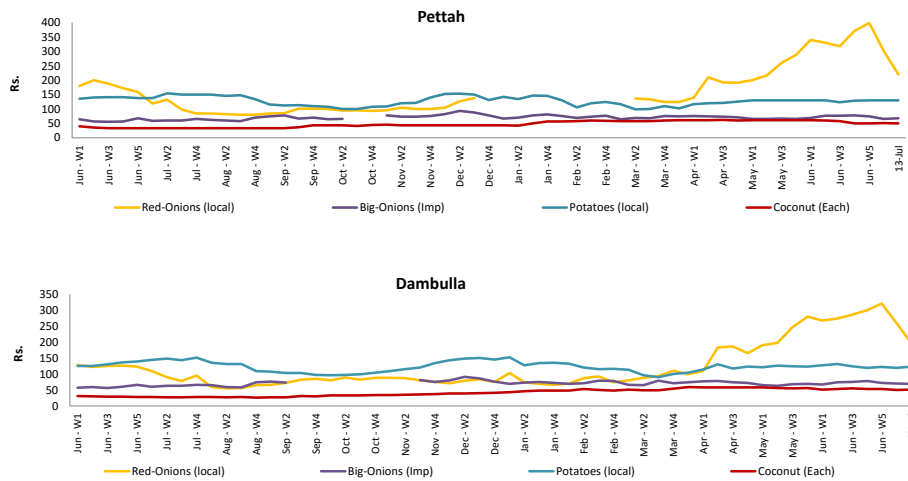 Pettah
Rs.
400
350
300
250
200
150
100
50
0
Jun - W1 Jun - W3 Jun - W5 Jul - W2 Jul - W4 Aug - W2 Aug - W4 Sep - W2 Sep - W4 Oct - W2 Oct - W4 Nov - W2 Nov - W4 Dec - W2 Dec - W4 Jan - W2 Jan - W4 Feb - W2 Feb - W4 Mar - W2 Mar - W4 Apr - W1 Apr - W3 May - W1 May - W3 Jun - W1 Jun - W3 Jun - W5 13-Jul
Red-Onions (local) Big-Onions (Imp) Potatoes (local) Coconut (Each)
Dambulla
Rs.
350
300
250
200
150
100
50
0
Jun - W1 Jun - W3 Jun - W5 Jul - W2 Jul - W4 Aug - W2 Aug - W4 Sep - W2 Sep - W4 Oct - W2 Oct - W4 Nov - W2 Nov - W4 Dec - W2 Dec - W4 Jan - W2 Jan - W4 Feb - W2 Feb - W4 Mar - W2 Mar - W4 Apr - W1 Apr - W3 May - W1 May - W3 Jun - W1 Jun - W3 Jun - W5
Red-Onions (local) Big-Onions (Imp) Potatoes (local) Coconut (Each)